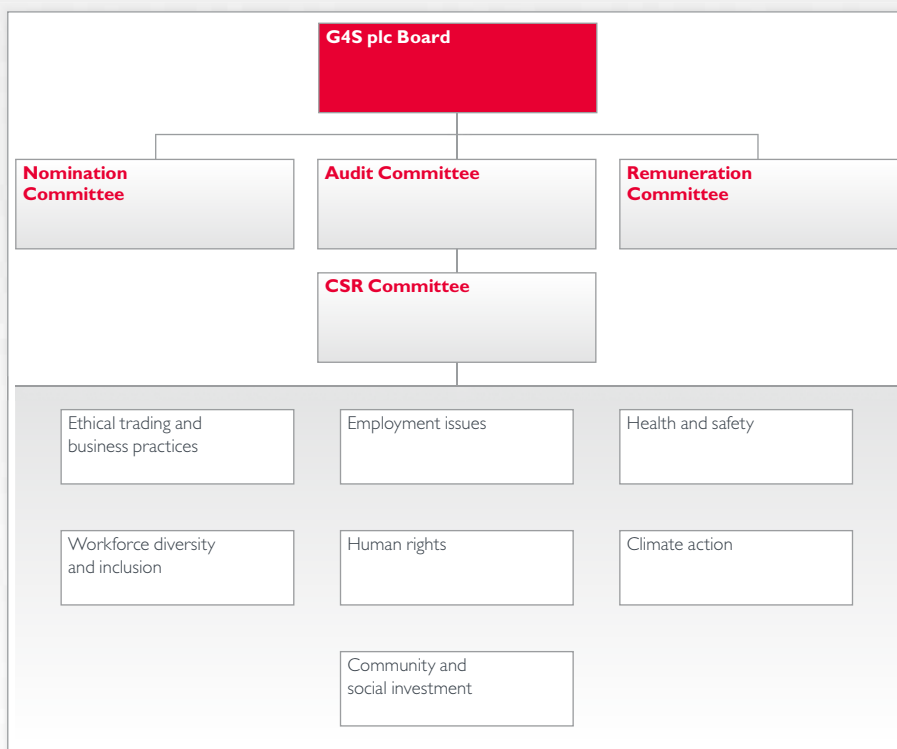 G4S plc Board
Nomination
Committee
Audit Committee
Remuneration
Committee
CSR Committee
Ethical trading and
business practices
Employment issues
Health and safety
Workforce diversity
and inclusion
Human rights
Climate action
Community and
social investment